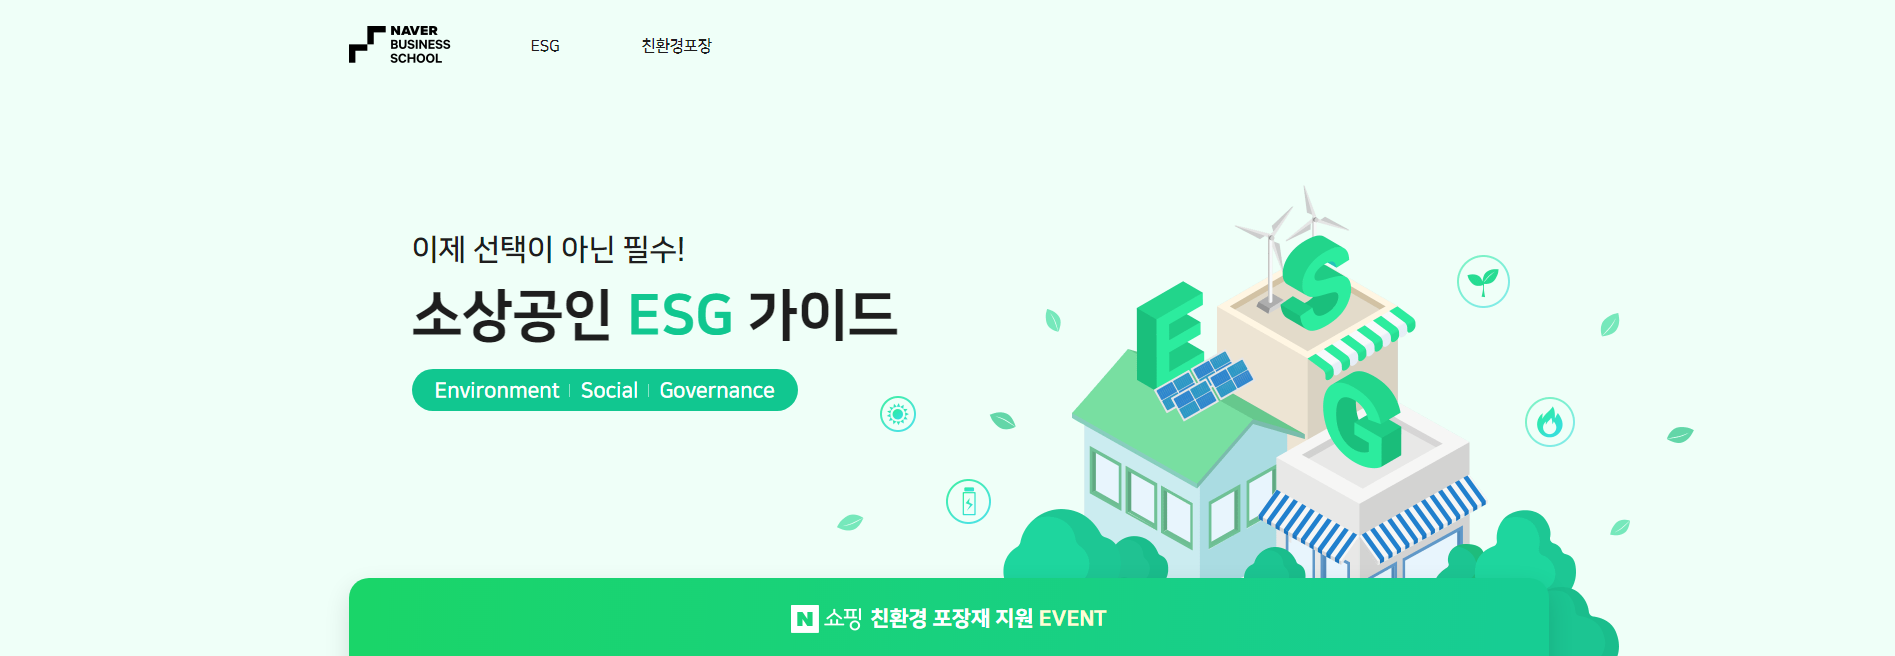 NAVER
BUSINESS
SCHOOL
ESG
친환경포장
이제 선택이 아닌 필수!
소상공인 ESG 가이드
Environment | Social | Governance
E
S
G
N 쇼핑 친환경 포장재 지원 EVENT